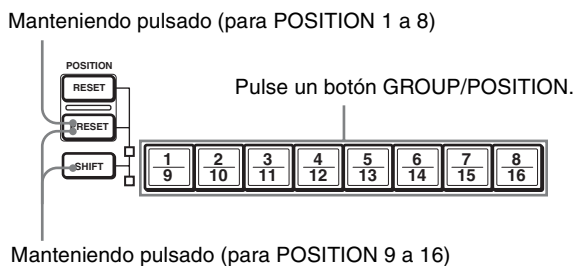 Manteniendo pulsado (para POSITION 1 a 8)
POSITION
RESET
Pulse un botón GROUP/POSITION.
PRESET
SHIFT
1 2 3 4 5 6 7 8
9 10 11 12 13 14 15 16
Manteniendo pulsado (para POSITION 9 a 16)